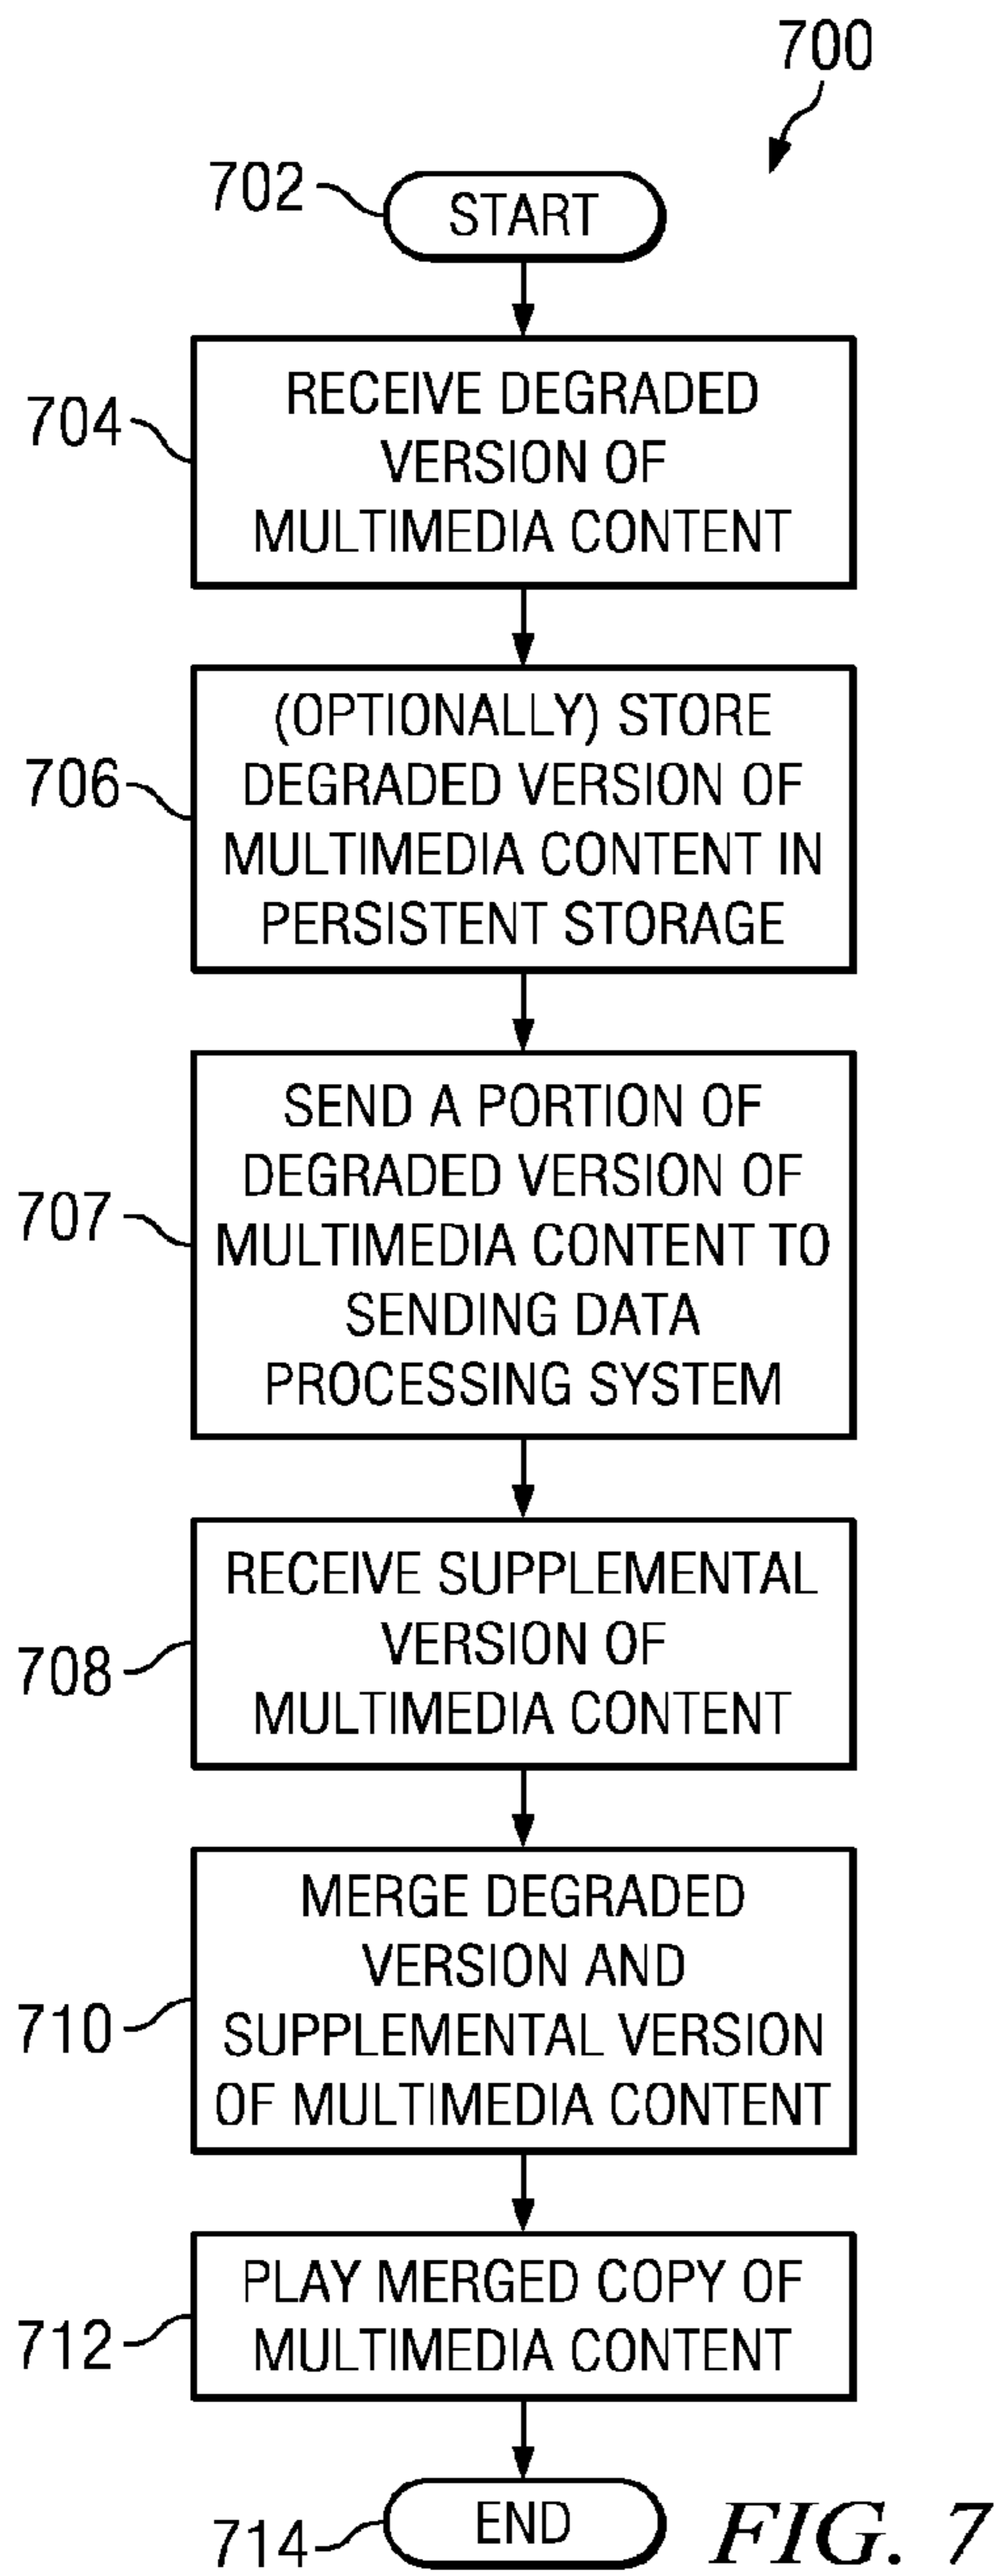 700
702
START
704
RECEIVE DEGRADED
VERSION OF
MULTIMEDIA CONTENT
706
(OPTIONALLY) STORE
DEGRADED VERSION OF
MULTIMEDIA CONTENT IN
PERSISTENT STORAGE
707
SEND A PORTION OF
DEGRADED VERSION OF
MULTIMEDIA CONTENT TO
SENDING DATA
PROCESSING SYSTEM
708
RECEIVE SUPPLEMENTAL
VERSION OF
MULTIMEDIA CONTENT
710
MERGE DEGRADED
VERSION AND
SUPPLEMENTAL VERSION
OF MULTIMEDIA CONTENT
712
PLAY MERGED COPY OF
MULTIMEDIA CONTENT
714
END
FIG. 7